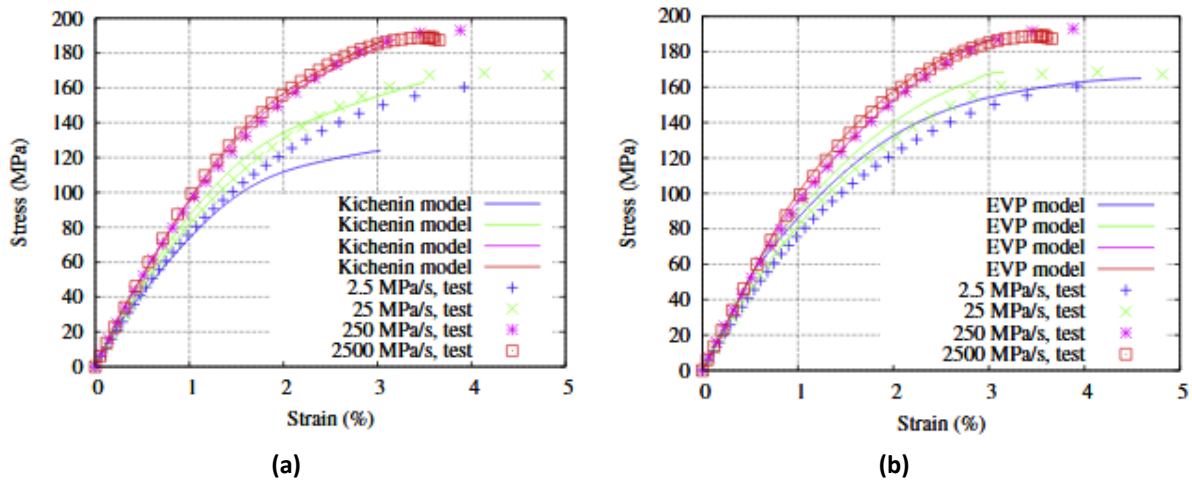 200
180
160
140
120
100
80
60
40
20
0
Stress (MPa)
Kichenin model
Kichenin model
Kichenin model
Kichenin model
2.5 MPa/s, test
25 MPa/s, test
250 MPa/s, test
2500 MPa/s, test
0 1 2 3 4 5
Strain (%)
(a)
200
180
160
140
120
100
80
60
40
20
0
Stress (MPa)
EVP model
EVP model
EVP model
EVP model
2.5 MPa/s, test
25 MPa/s, test
250 MPa/s, test
2500 MPa/s, test
0 1 2 3 4 5
Strain (%)
(b)